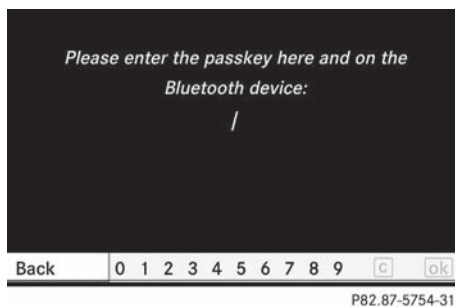 Please enter the passkey here and on the
Bluetooth device:
/
Back 0 1 2 3 4 5 6 7 8 9 c ok
P82.87-5754-31